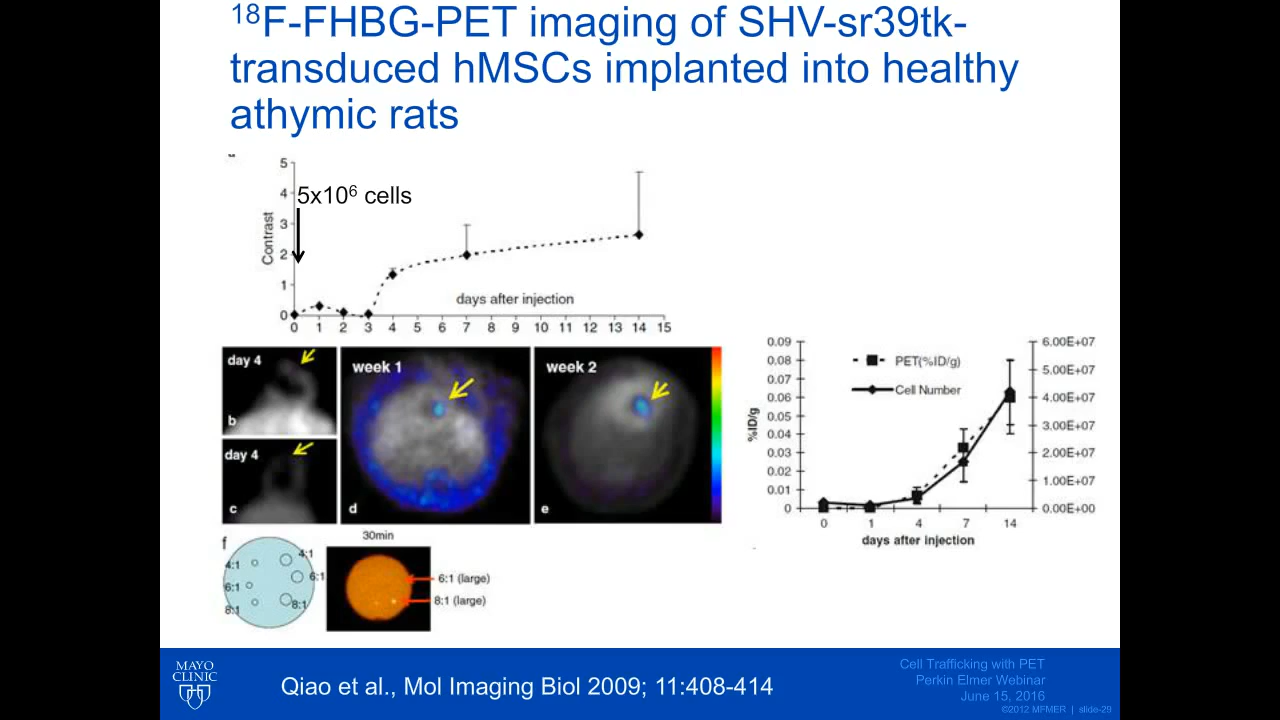 ¹⁸F-FHBG-PET imaging of SHV-sr39tk-
transduced hMSCs implanted into healthy
athymic rats
5
4
3
2
1
0
Contrast
5x10⁶ cells
days after injection
0 1 2 3 4 5 6 7 8 9 10 11 12 13 14 15
day 4
b
day 4
c
week 1
d
week 2
e
0.09
0.08
0.07
0.06
0.05
0.04
0.03
0.02
0.01
0
%ID/g
PET(%ID/g)
Cell Number
6.00E+07
5.00E+07
4.00E+07
3.00E+07
2.00E+07
1.00E+07
0.00E+00
0 1 4 7 14
days after injection
f
4:1 4:1
6:1 6:1
8:1 8:1
30min
6:1 (large)
8:1 (large)
MAYO
CLINIC
Qiao et al., Mol Imaging Biol 2009; 11:408-414
Cell Trafficking with PET
Perkin Elmer Webinar
June 15, 2016
©2012 MFMER | slide-29